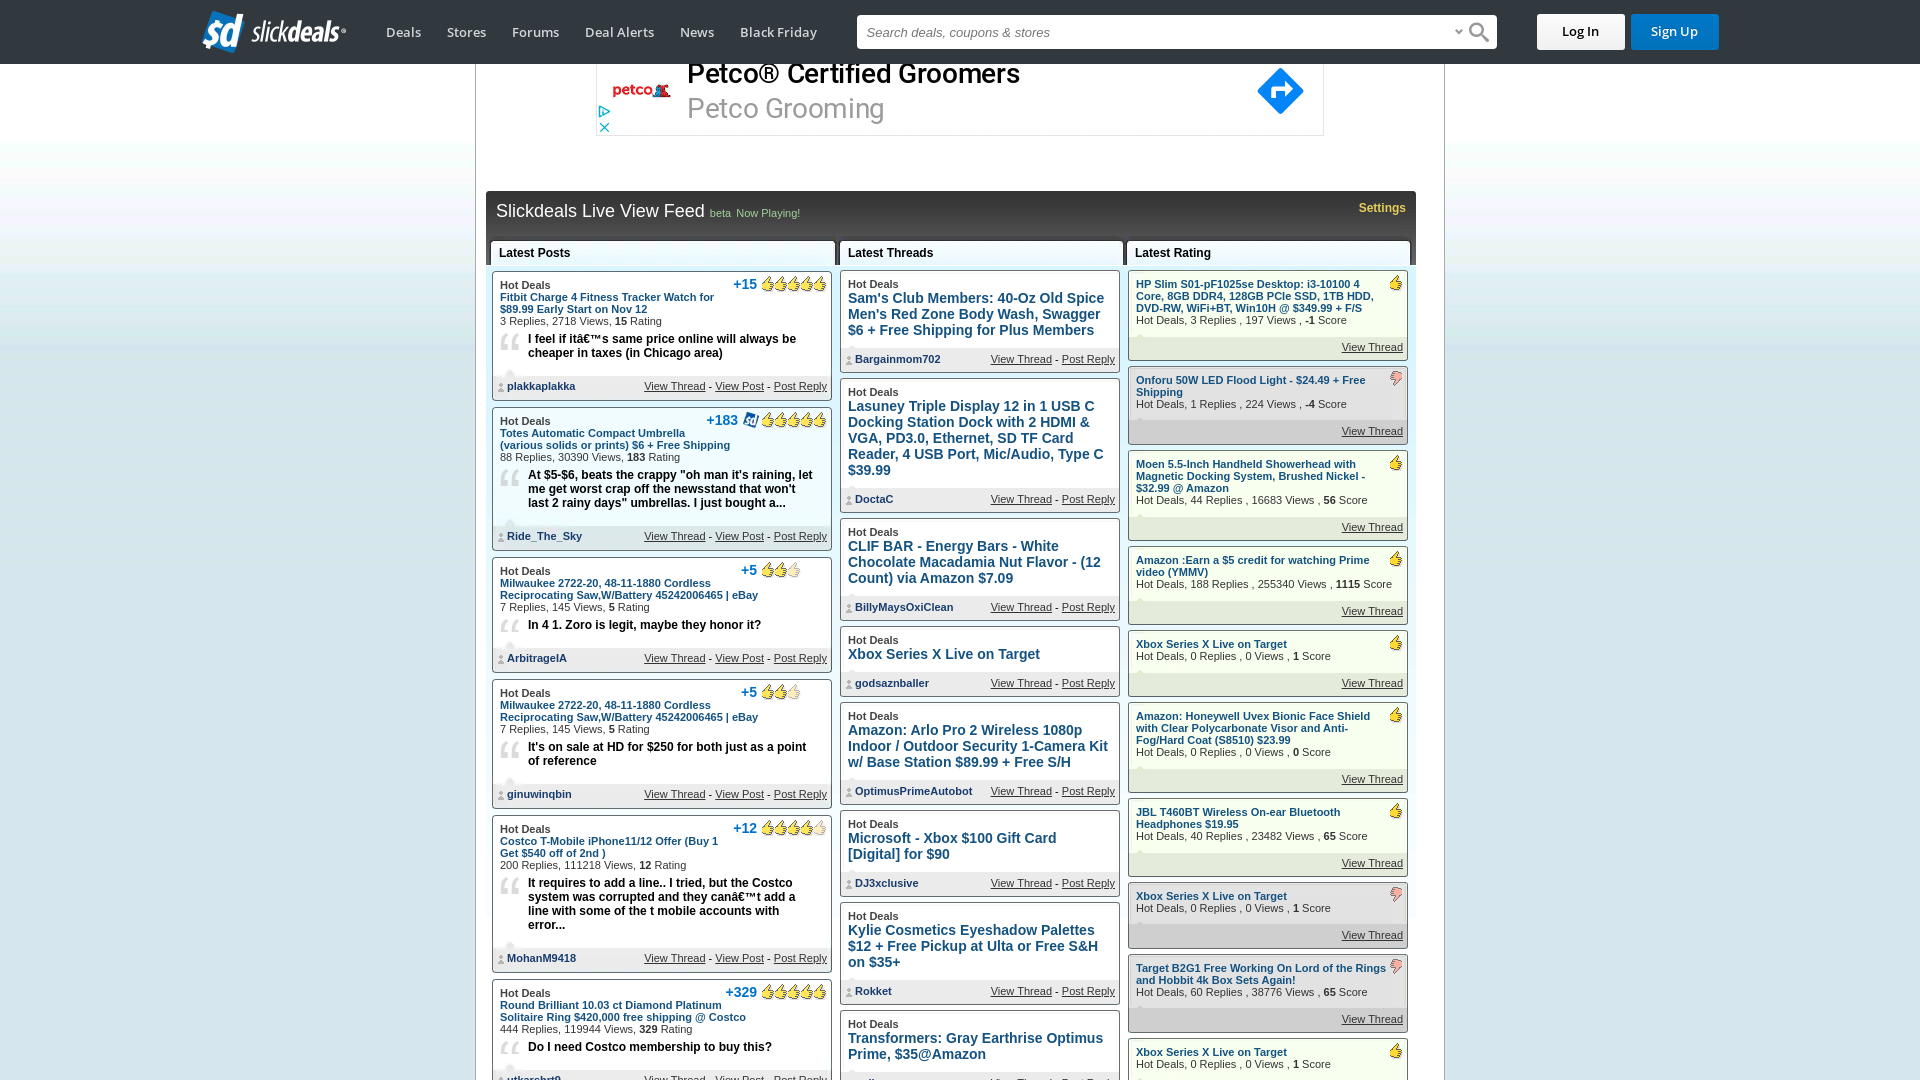 sd slickdeals
Deals
Stores
Forums
Deal Alerts
News
Black Friday
Search deals, coupons & stores
Log In
Sign Up
petco
Petco® Certified Groomers
Petco Grooming
Slickdeals Live View Feed beta Now Playing!
Settings
Latest Posts
Hot Deals
+15
Fitbit Charge 4 Fitness Tracker Watch for
$89.99 Early Start on Nov 12
3 Replies, 2718 Views, 15 Rating
I feel if itâ€™s same price online will always be
cheaper in taxes (in Chicago area)
plakkaplakka
View Thread - View Post - Post Reply
Hot Deals
+183
Totes Automatic Compact Umbrella
(various solids or prints) $6 + Free Shipping
88 Replies, 30390 Views, 183 Rating
At $5-$6, beats the crappy "oh man it's raining, let
me get worst crap off the newsstand that won't
last 2 rainy days" umbrellas. I just bought a...
Ride_The_Sky
View Thread - View Post - Post Reply
Hot Deals
+5
Milwaukee 2722-20, 48-11-1880 Cordless
Reciprocating Saw,W/Battery 45242006465 | eBay
7 Replies, 145 Views, 5 Rating
In 4 1. Zoro is legit, maybe they honor it?
ArbitrageIA
View Thread - View Post - Post Reply
Hot Deals
+5
Milwaukee 2722-20, 48-11-1880 Cordless
Reciprocating Saw,W/Battery 45242006465 | eBay
7 Replies, 145 Views, 5 Rating
It's on sale at HD for $250 for both just as a point
of reference
ginuwinqbin
View Thread - View Post - Post Reply
Hot Deals
+12
Costco T-Mobile iPhone11/12 Offer (Buy 1
Get $540 off of 2nd )
200 Replies, 111218 Views, 12 Rating
It requires to add a line.. I tried, but the Costco
system was corrupted and they canâ€™t add a
line with some of the t mobile accounts with
error...
MohanM9418
View Thread - View Post - Post Reply
Hot Deals
+329
Round Brilliant 10.03 ct Diamond Platinum
Solitaire Ring $420,000 free shipping @ Costco
444 Replies, 119944 Views, 329 Rating
Do I need Costco membership to buy this?
View Thread - View Post - Post Reply
Latest Threads
Hot Deals
Sam's Club Members: 40-Oz Old Spice
Men's Red Zone Body Wash, Swagger
$6 + Free Shipping for Plus Members
Bargainmom702
View Thread - Post Reply
Hot Deals
Lasuney Triple Display 12 in 1 USB C
Docking Station Dock with 2 HDMI &
VGA, PD3.0, Ethernet, SD TF Card
Reader, 4 USB Port, Mic/Audio, Type C
$39.99
DoctaC
View Thread - Post Reply
Hot Deals
CLIF BAR - Energy Bars - White
Chocolate Macadamia Nut Flavor - (12
Count) via Amazon $7.09
BillyMaysOxiClean
View Thread - Post Reply
Hot Deals
Xbox Series X Live on Target
godsaznballer
View Thread - Post Reply
Hot Deals
Amazon: Arlo Pro 2 Wireless 1080p
Indoor / Outdoor Security 1-Camera Kit
w/ Base Station $89.99 + Free S/H
OptimusPrimeAutobot
View Thread - Post Reply
Hot Deals
Microsoft - Xbox $100 Gift Card
[Digital] for $90
DJ3xclusive
View Thread - Post Reply
Hot Deals
Kylie Cosmetics Eyeshadow Palettes
$12 + Free Pickup at Ulta or Free S&H
on $35+
Rokket
View Thread - Post Reply
Hot Deals
Transformers: Gray Earthrise Optimus
Prime, $35@Amazon
Latest Rating
HP Slim S01-pF1025se Desktop: i3-10100 4
Core, 8GB DDR4, 128GB PCIe SSD, 1TB HDD,
DVD-RW, WiFi+BT, Win10H @ $349.99 + F/S
Hot Deals, 3 Replies , 197 Views , -1 Score
View Thread
Onforu 50W LED Flood Light - $24.49 + Free
Shipping
Hot Deals, 1 Replies , 224 Views , -4 Score
View Thread
Moen 5.5-Inch Handheld Showerhead with
Magnetic Docking System, Brushed Nickel -
$32.99 @ Amazon
Hot Deals, 44 Replies , 16683 Views , 56 Score
View Thread
Amazon :Earn a $5 credit for watching Prime
video (YMMV)
Hot Deals, 188 Replies , 255340 Views , 1115 Score
View Thread
Xbox Series X Live on Target
Hot Deals, 0 Replies , 0 Views , 1 Score
View Thread
Amazon: Honeywell Uvex Bionic Face Shield
with Clear Polycarbonate Visor and Anti-
Fog/Hard Coat (S8510) $23.99
Hot Deals, 0 Replies , 0 Views , 0 Score
View Thread
JBL T460BT Wireless On-ear Bluetooth
Headphones $19.95
Hot Deals, 40 Replies , 23482 Views , 65 Score
View Thread
Xbox Series X Live on Target
Hot Deals, 0 Replies , 0 Views , 1 Score
View Thread
Target B2G1 Free Working On Lord of the Rings
and Hobbit 4k Box Sets Again!
Hot Deals, 60 Replies , 38776 Views , 65 Score
View Thread
Xbox Series X Live on Target
Hot Deals, 0 Replies , 0 Views , 1 Score